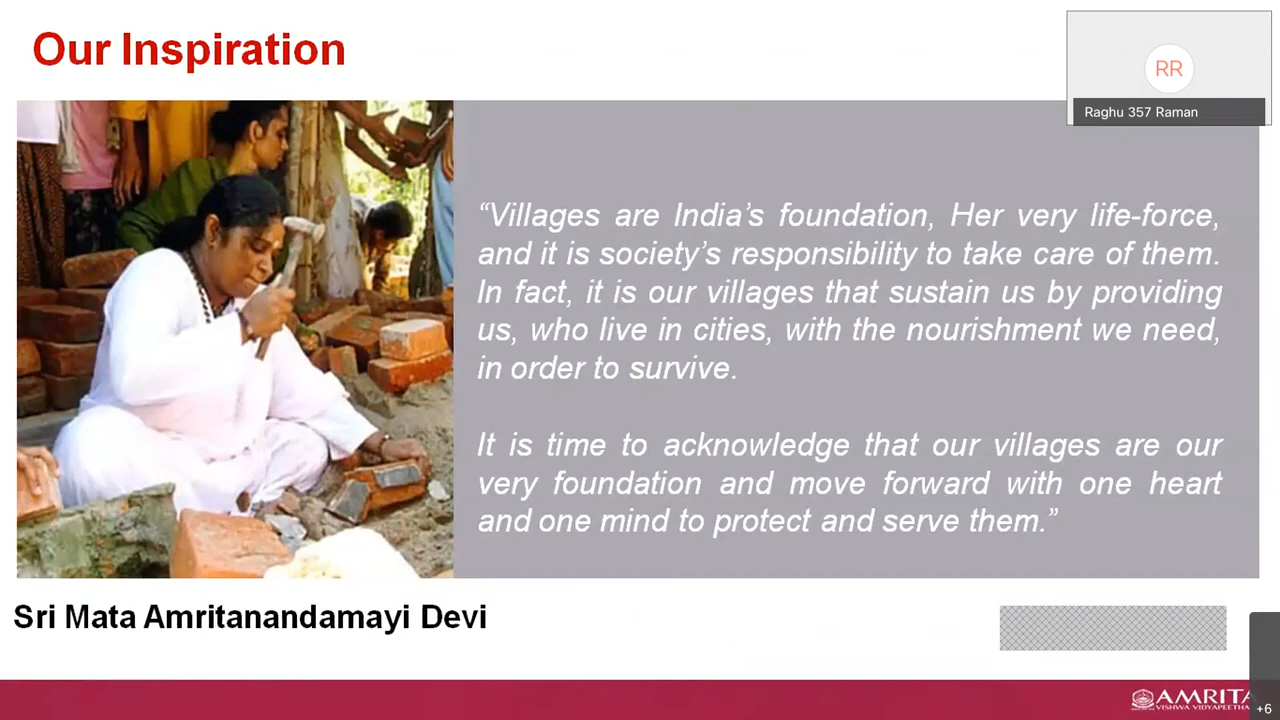 Our Inspiration
RR
Raghu 357 Raman
“Villages are India’s foundation, Her very life-force,
and it is society’s responsibility to take care of them.
In fact, it is our villages that sustain us by providing
us, who live in cities, with the nourishment we need,
in order to survive.
It is time to acknowledge that our villages are our
very foundation and move forward with one heart
and one mind to protect and serve them.”
Sri Mata Amritanandamayi Devi
AMRITA
VISHWA VIDYAPEETHA
+6